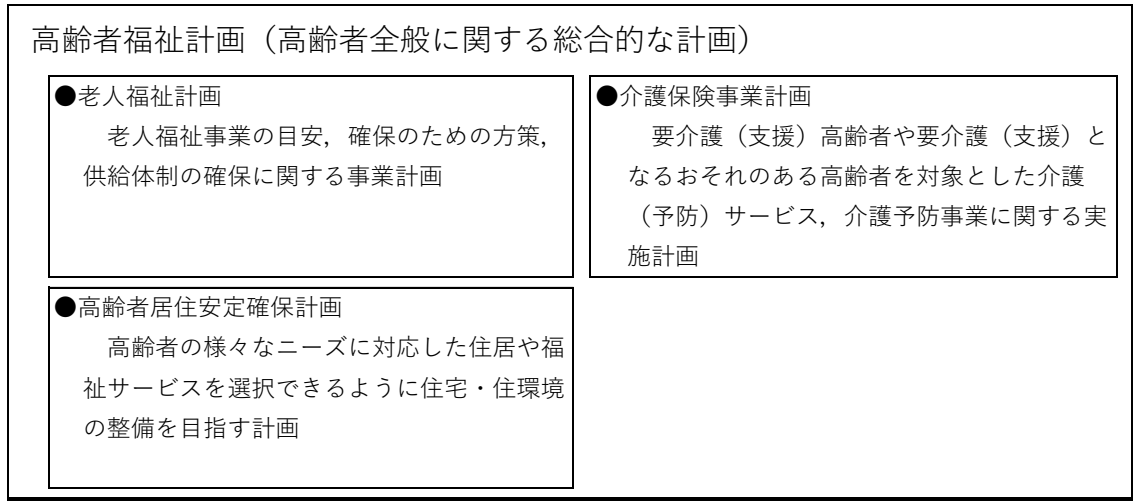 高齢者福祉計画（高齢者全般に関する総合的な計画）
●老人福祉計画
老人福祉事業の目安，確保のための方策，
供給体制の確保に関する事業計画
●介護保険事業計画
要介護（支援）高齢者や要介護（支援）と
なるおそれのある高齢者を対象とした介護
（予防）サービス，介護予防事業に関する実
施計画
●高齢者居住安定確保計画
高齢者の様々なニーズに対応した住居や福
祉サービスを選択できるように住宅・住環境
の整備を目指す計画